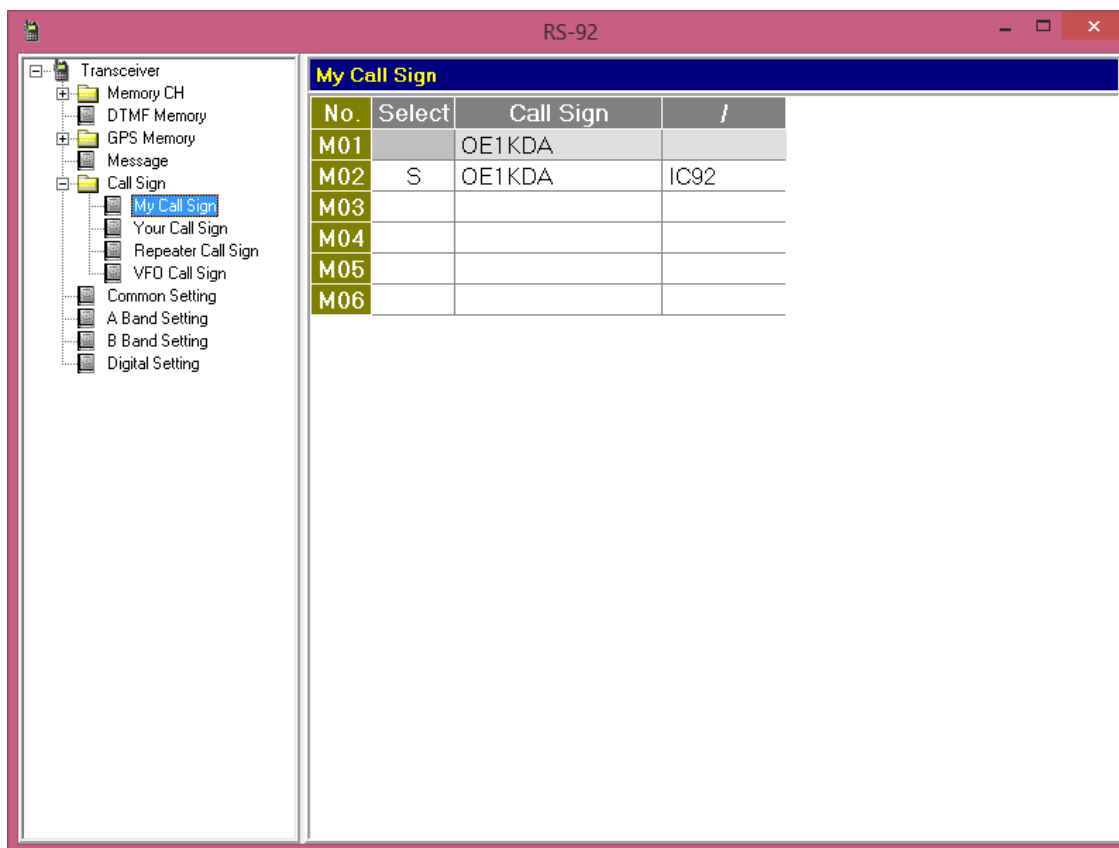 RS-92
Transceiver
Memory CH
DTMF Memory
GPS Memory
Message
Call Sign
My Call Sign
Your Call Sign
Repeater Call Sign
VFO Call Sign
Common Setting
A Band Setting
B Band Setting
Digital Setting
My Call Sign
No. Select Call Sign /
M01 OE1KDA
M02 S OE1KDA IC92
M03
M04
M05
M06